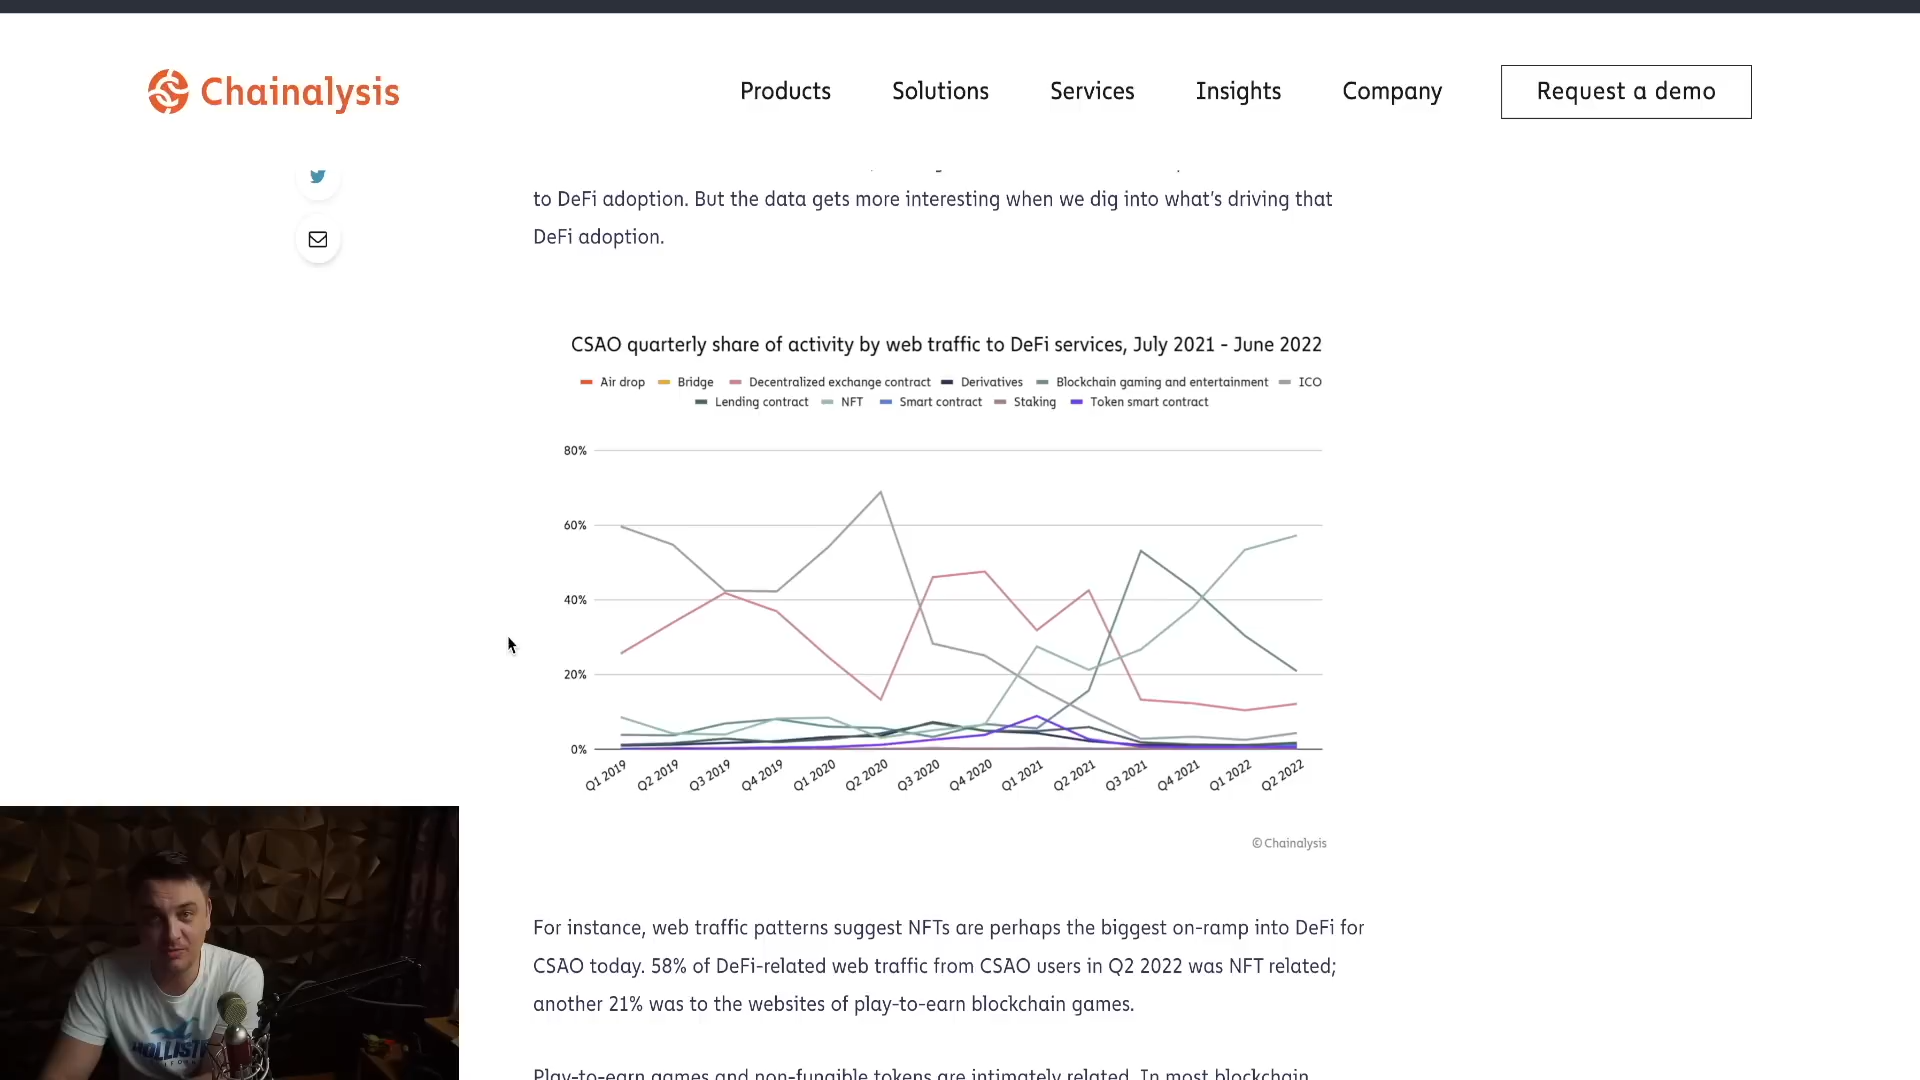 Chainalysis
Products
Solutions
Services
Insights
Company
Request a demo
to DeFi adoption. But the data gets more interesting when we dig into what’s driving that
DeFi adoption.
CSAO quarterly share of activity by web traffic to DeFi services, July 2021 - June 2022
Air drop
Bridge
Decentralized exchange contract
Derivatives
Blockchain gaming and entertainment
ICO
Lending contract
NFT
Smart contract
Staking
Token smart contract
80%
60%
40%
20%
0%
Q1 2019
Q2 2019
Q3 2019
Q4 2019
Q1 2020
Q2 2020
Q3 2020
Q4 2020
Q1 2021
Q2 2021
Q3 2021
Q4 2021
Q1 2022
Q2 2022
© Chainalysis
For instance, web traffic patterns suggest NFTs are perhaps the biggest on-ramp into DeFi for
CSAO today. 58% of DeFi-related web traffic from CSAO users in Q2 2022 was NFT related;
another 21% was to the websites of play-to-earn blockchain games.
Play-to-earn games and non-fungible tokens are intimately related. In most blockchain